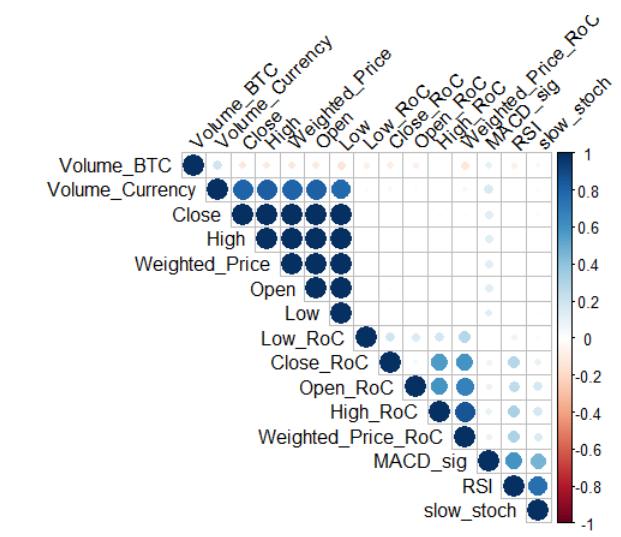 Volume_BTC
Volume_Currency
Close
High
Weighted_Price
Open
Low
Low_RoC
Close_RoC
Open_RoC
High_RoC
Weighted_Price_RoC
MACD_sig
RSI
slow_stoch
Volume_BTC
Volume_Currency
Close
High
Weighted_Price
Open
Low
Low_RoC
Close_RoC
Open_RoC
High_RoC
Weighted_Price_RoC
MACD_sig
RSI
slow_stoch
1
0.8
0.6
0.4
0.2
0
-0.2
-0.4
-0.6
-0.8
-1